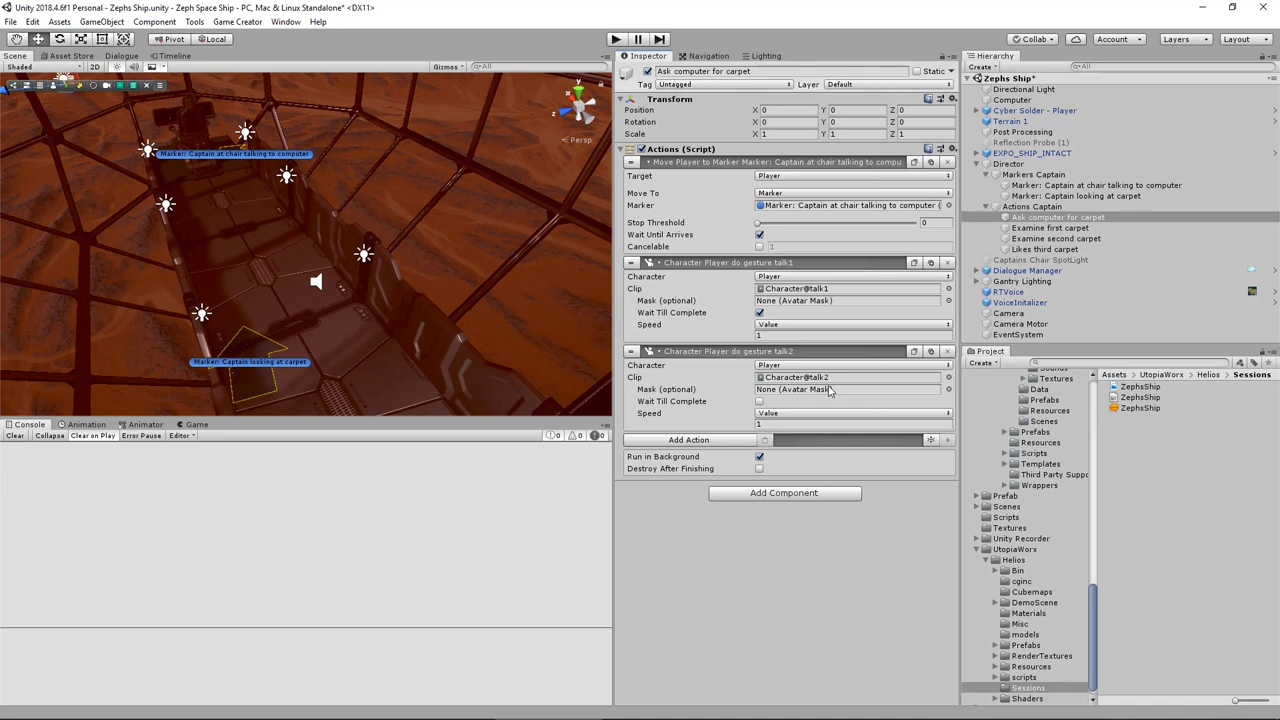 Unity 2018.4.6f1 Personal - Zephs Ship.unity - Zeph Space Ship - PC, Mac & Linux Standalone* <DX11>
File Edit Assets GameObject Component Tools Game Creator Window Help
Pivot Local Collab Account Layers Layout
Scene Asset Store Dialogue Timeline
Shaded 2D Gizmos All
y
x
z
Persp
Marker: Captain at chair talking to computer
Marker: Captain looking at carpet
Console Animation Animator Game
Clear Collapse Clear on Play Error Pause Editor 0 0 0
Inspector Navigation Lighting
Ask computer for carpet Static
Tag Untagged Layer Default
Transform
Position X 0 Y 0 Z 0
Rotation X 0 Y 0 Z 0
Scale X 1 Y 1 Z 1
Actions (Script)
Move Player to Marker Marker: Captain at chair talking to compu
Target Player
Move To Marker
Marker Marker: Captain at chair talking to computer (
Stop Threshold 0
Wait Until Arrives
Cancelable 1
Character Player do gesture talk1
Character Player
Clip Character@talk1
Mask (optional) None (Avatar Mask)
Wait Till Complete
Speed Value
1
Character Player do gesture talk2
Character Player
Clip Character@talk2
Mask (optional) None (Avatar Mask)
Wait Till Complete
Speed Value
1
Add Action
Run in Background
Destroy After Finishing
Add Component
Hierarchy
Create All
Zephs Ship*
Directional Light
Computer
Cyber Solder - Player
Terrain 1
Post Processing
Reflection Probe (1)
EXPO_SHIP_INTACT
Director
Markers Captain
Marker: Captain at chair talking to computer
Marker: Captain looking at carpet
Actions Captain
Ask computer for carpet
Examine first carpet
Examine second carpet
Likes third carpet
Captains Chair SpotLight
Dialogue Manager
Gantry Lighting
RTVoice
VoiceInitalizer
Camera
Camera Motor
EventSystem
Project
Create
Textures
Data
Prefabs
Resources
Scenes
Prefabs
Resources
Scripts
Templates
Third Party Suppo
Wrappers
Prefab
Scenes
Scripts
Textures
Unity Recorder
UtopiaWorx
Helios
Bin
cginc
Cubemaps
DemoScene
Materials
Misc
models
Prefabs
RenderTextures
Resources
scripts
Sessions
Shaders
Assets UtopiaWorx Helios Sessions
ZephsShip
ZephsShip
ZephsShip